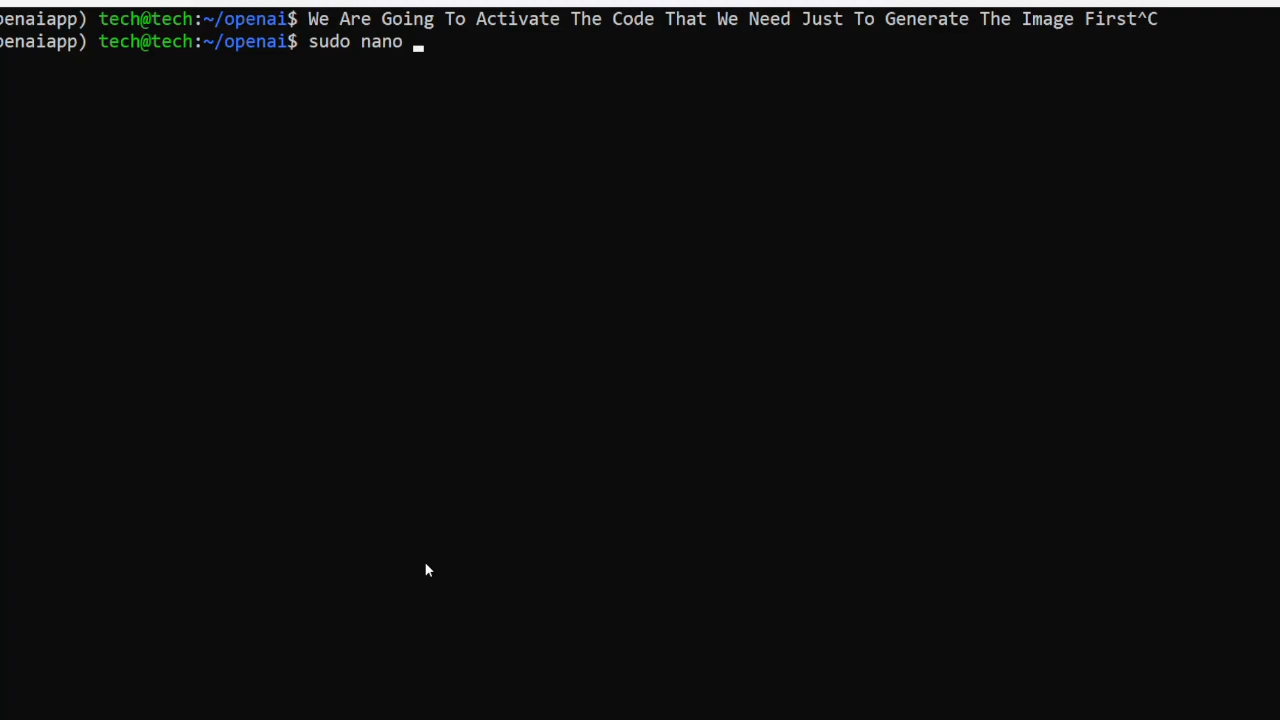 penaiapp) tech@tech:~/openai$ We Are Going To Activate The Code That We Need Just To Generate The Image First^C
penaiapp) tech@tech:~/openai$ sudo nano